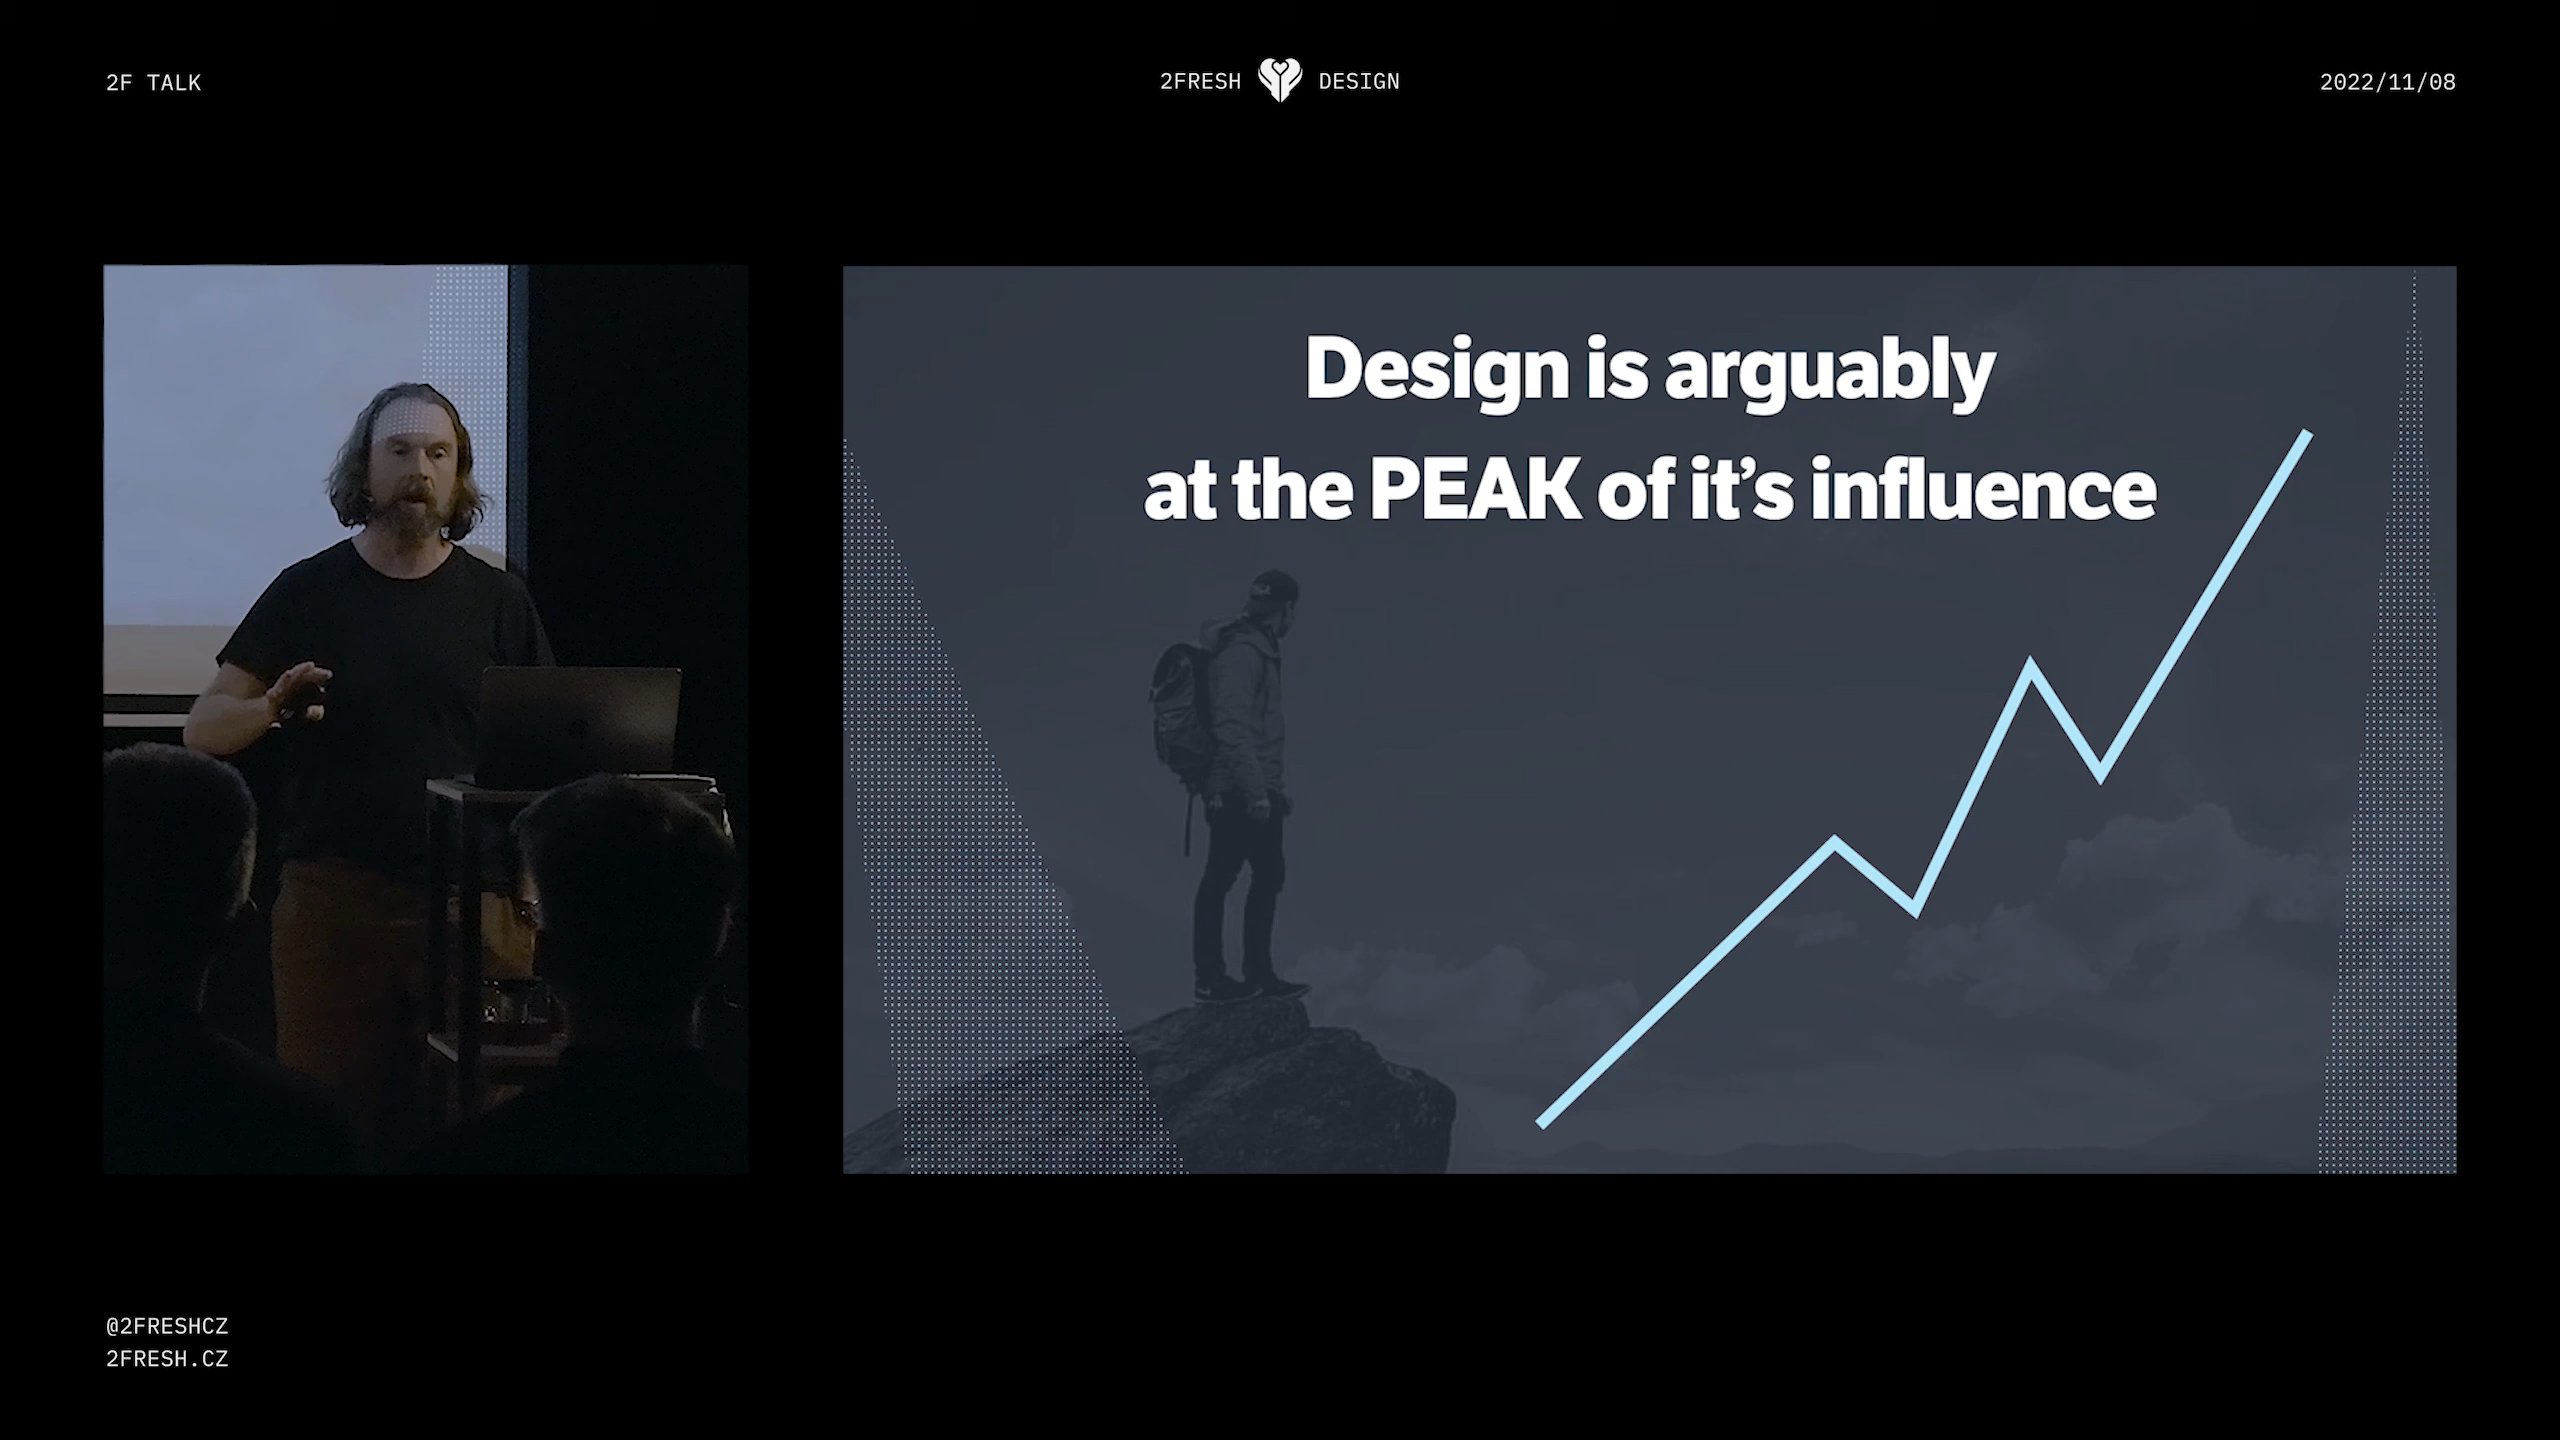 2F TALK
2FRESH DESIGN
2022/11/08
Design is arguably
at the PEAK of it’s influence
@2FRESHCZ
2FRESH.CZ